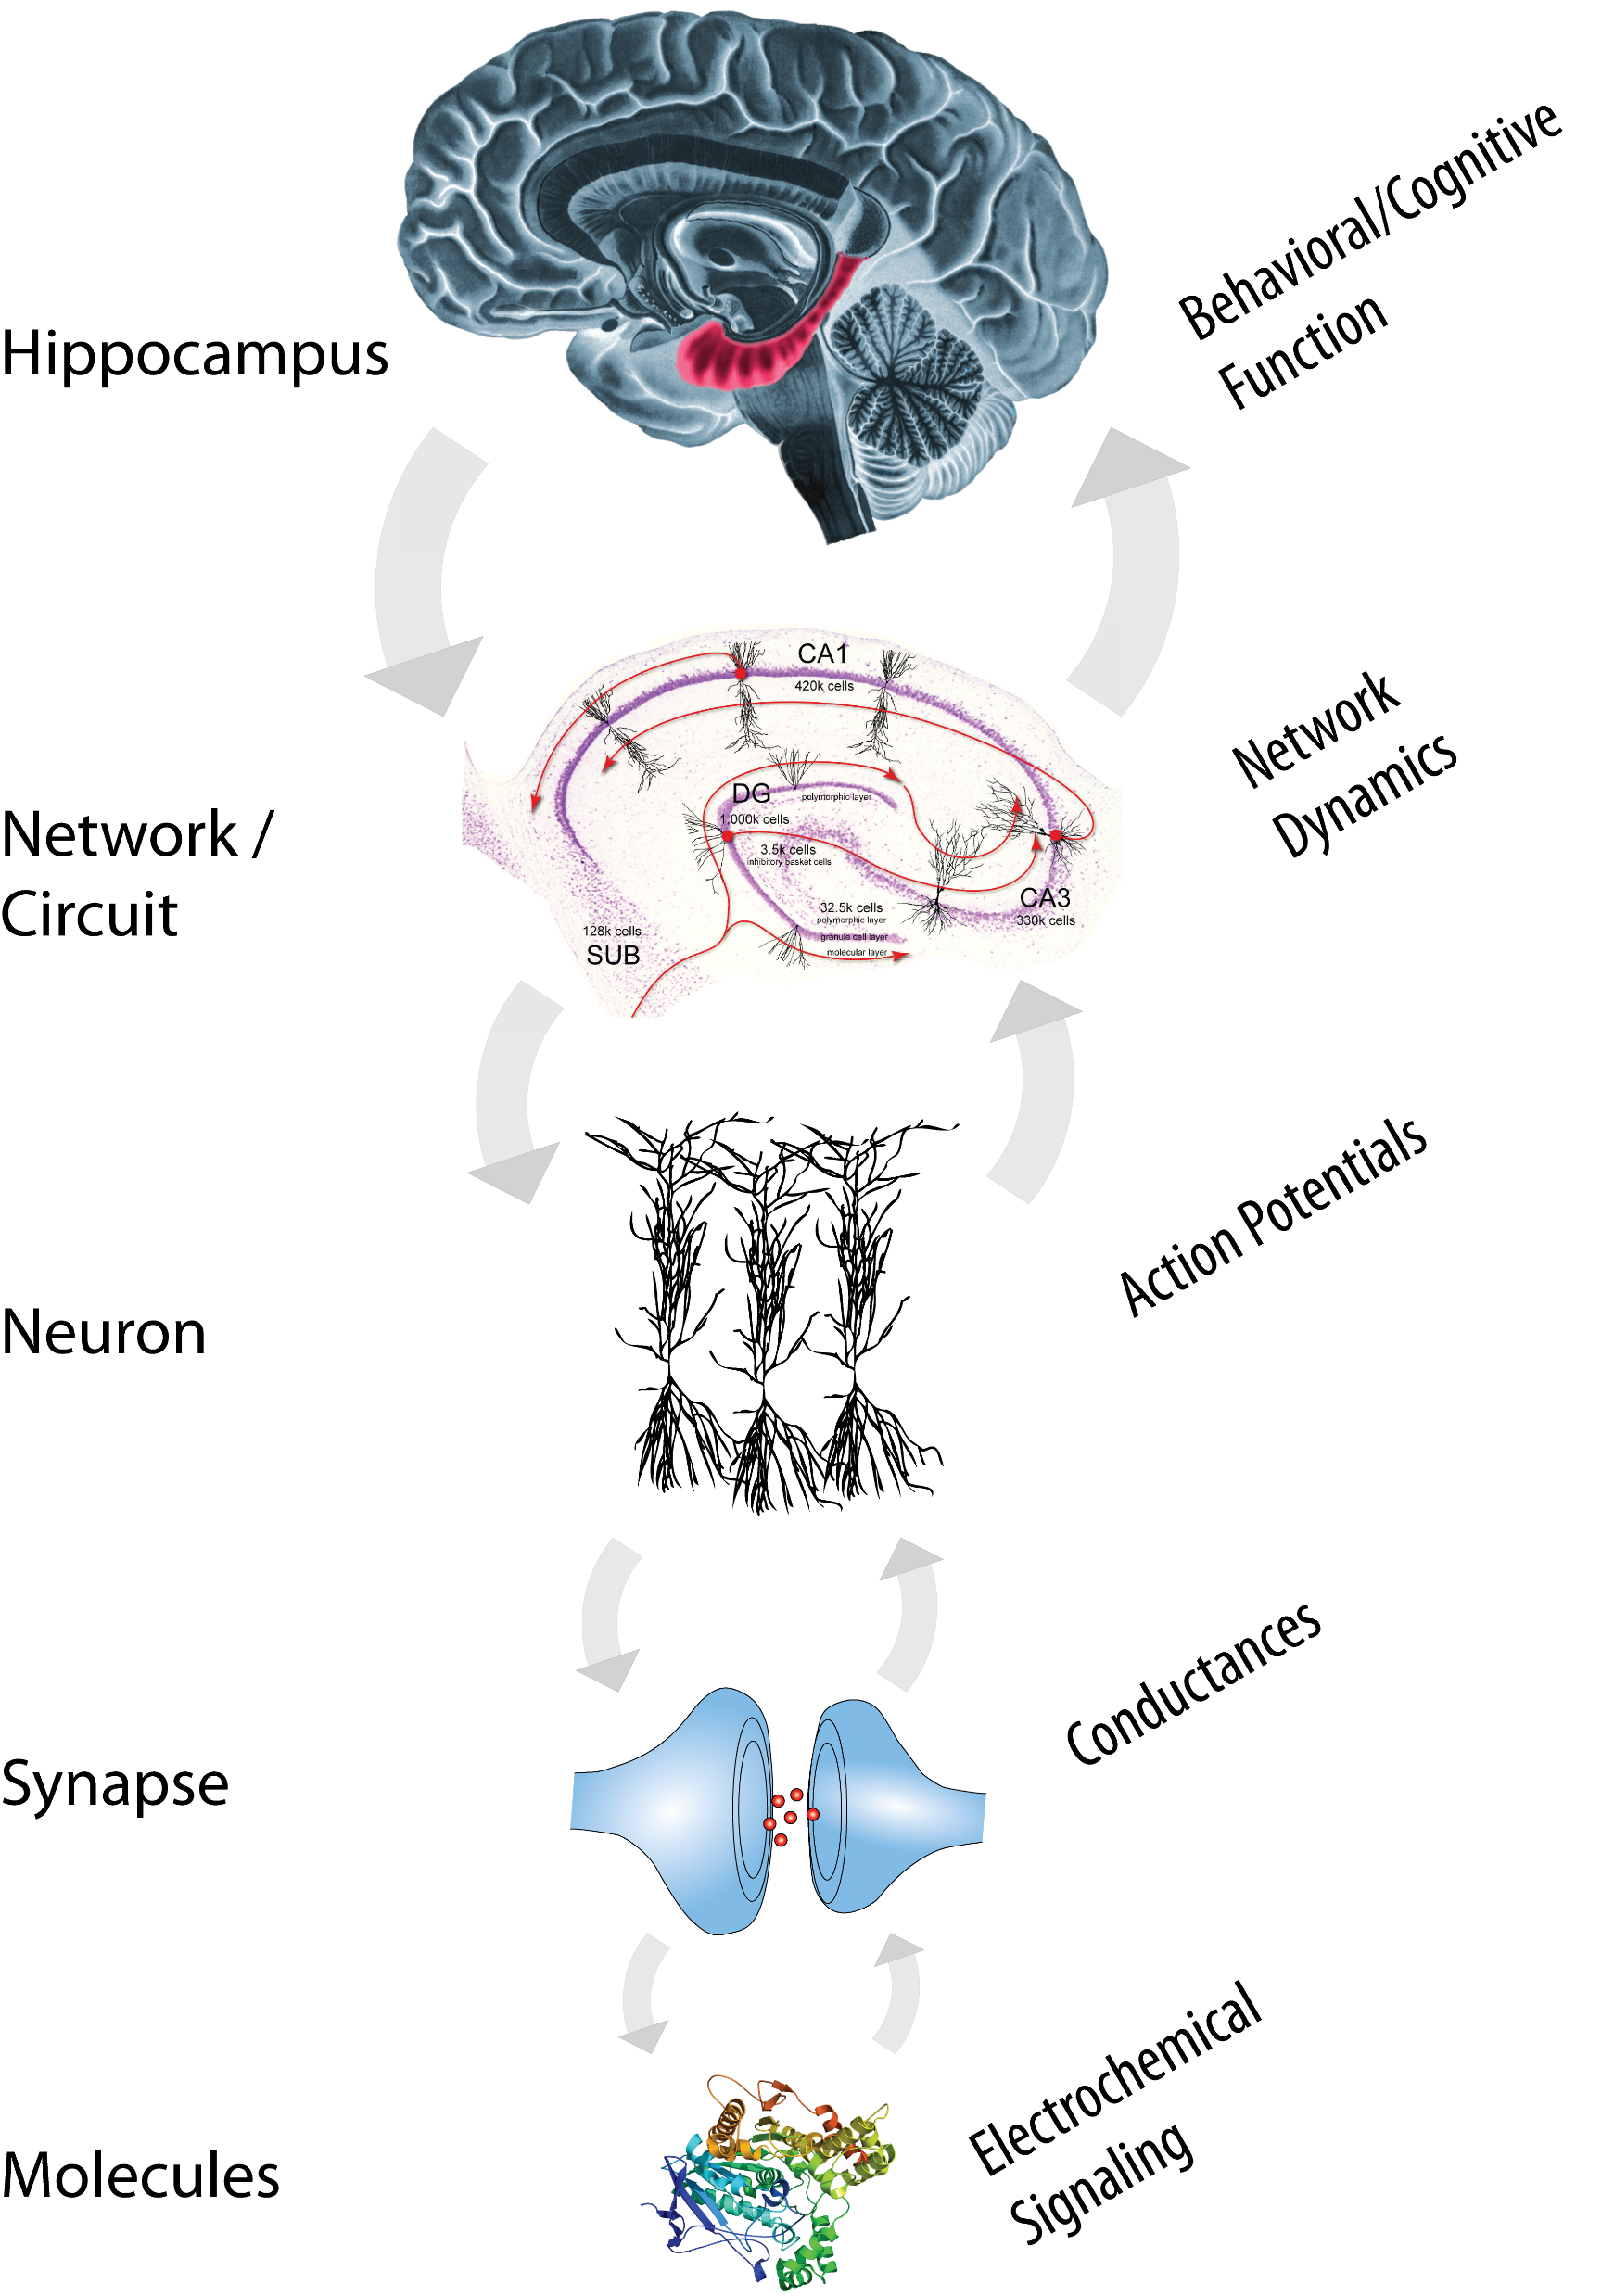 Behavioral/Cognitive
Function
Hippocampus
CA1
420k cells
Network
Dynamics
DG
polymorphic layer
1.000k cells
3.5k cells
inhibitory basket cells
Network /
Circuit
CA3
330k cells
32.5k cells
polymorphic layer
granule cell layer
molecular layer
128k cells
SUB
Action Potentials
Neuron
Conductances
Synapse
Electrochemical
Signaling
Molecules